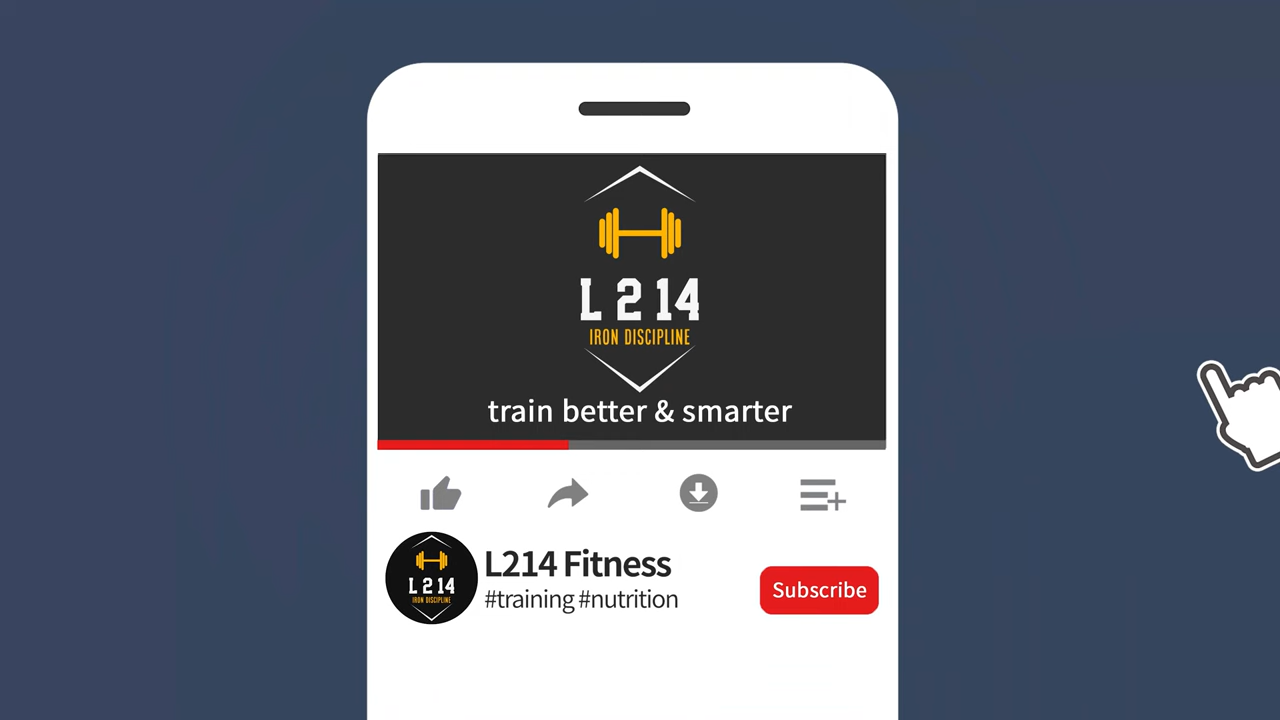 L 2 14
IRON DISCIPLINE
train better & smarter
L 2 14
IRON DISCIPLINE
L214 Fitness
#training #nutrition
Subscribe